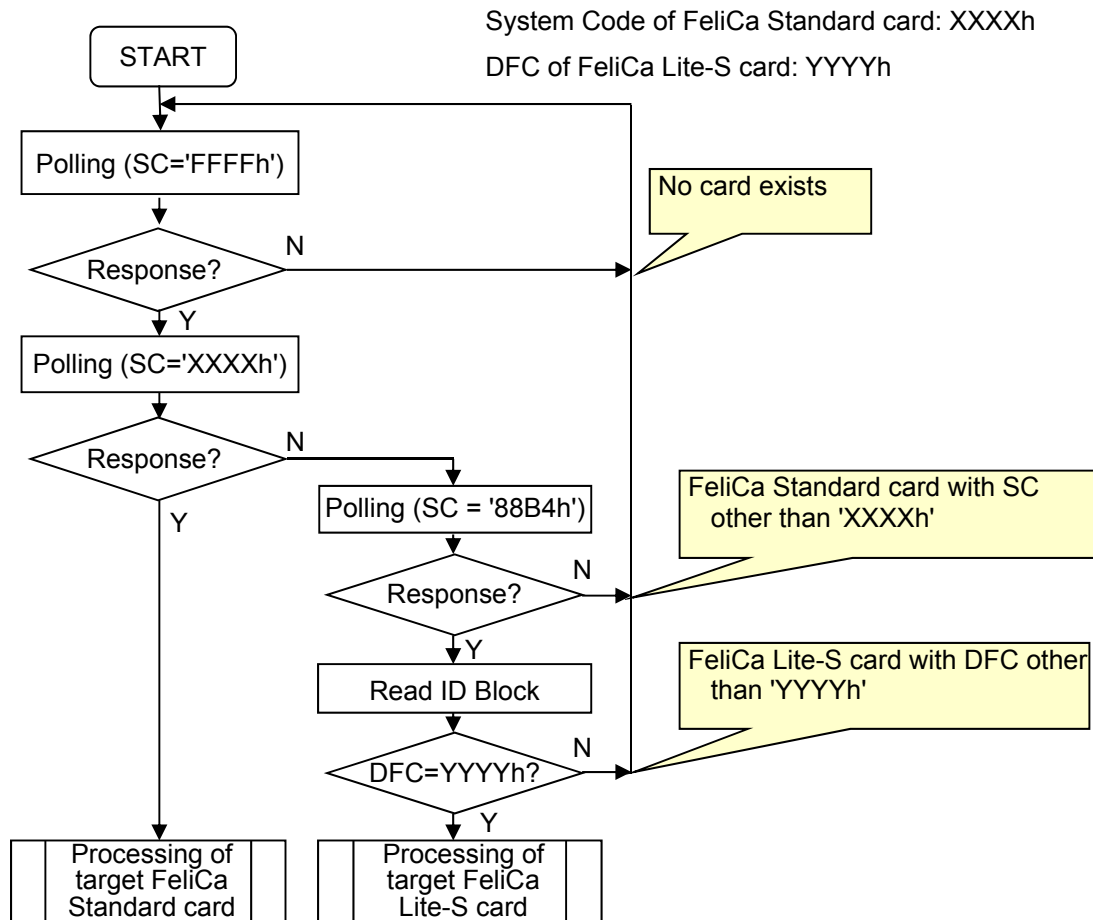 System Code of FeliCa Standard card: XXXXh
START
DFC of FeliCa Lite-S card: YYYYh
Polling (SC='FFFFh')
No card exists
N
Response?
Y
Polling (SC='XXXXh')
N
Response?
FeliCa Standard card with SC
other than 'XXXXh'
Polling (SC = '88B4h')
Y
N
Response?
Y
FeliCa Lite-S card with DFC other
than 'YYYYh'
Read ID Block
N
DFC=YYYYh?
Y
Processing of
target FeliCa
Standard card
Processing of
target FeliCa
Lite-S card